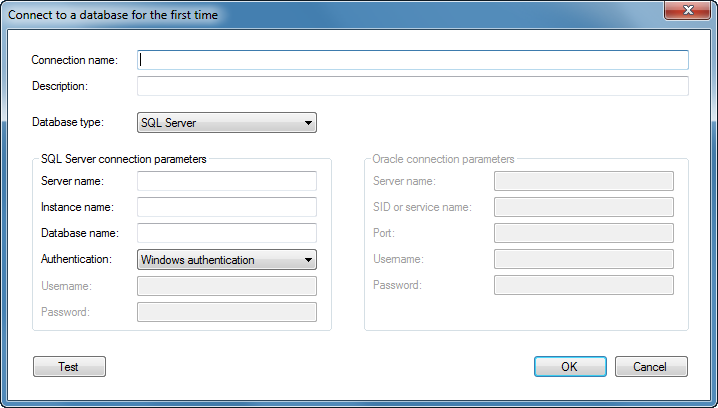 Connect to a database for the first time
Connection name:
Description:
Database type: SQL Server
SQL Server connection parameters
Server name:
Instance name:
Database name:
Authentication: Windows authentication
Username:
Password:
Oracle connection parameters
Server name:
SID or service name:
Port:
Username:
Password:
Test OK Cancel